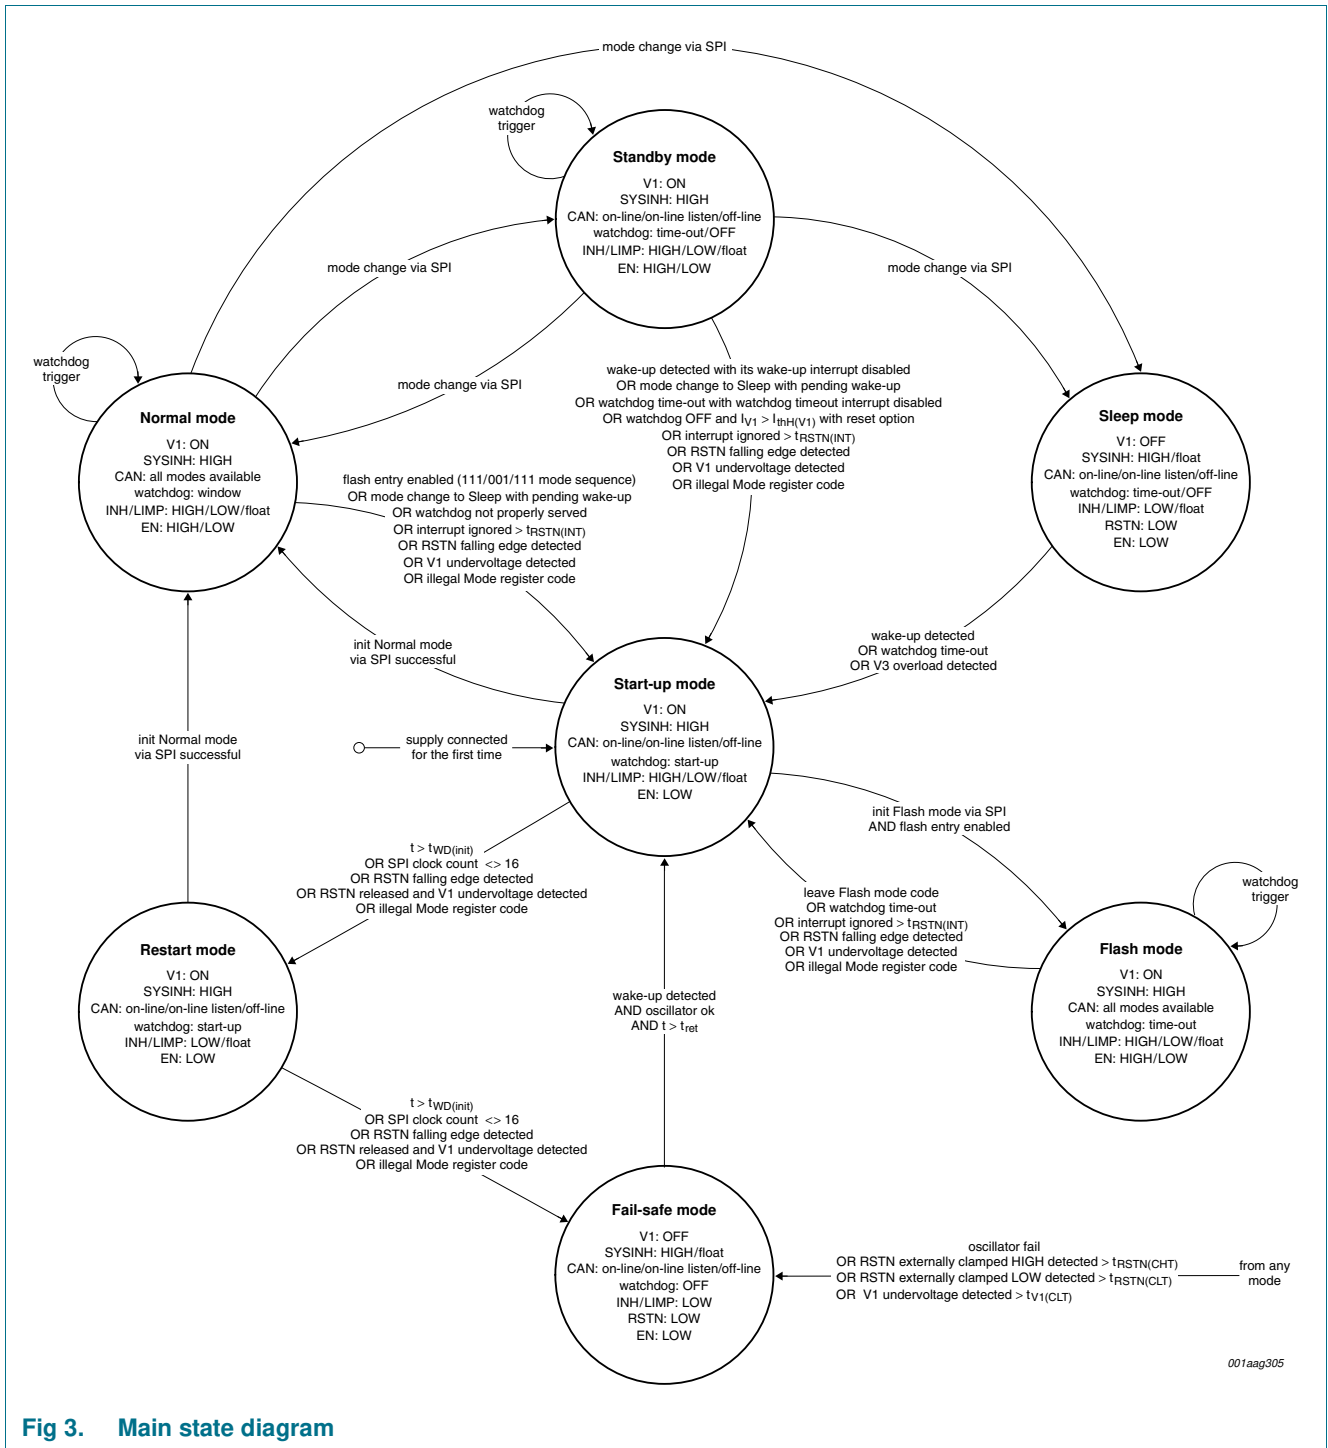 mode change via SPI
watchdog
trigger
Standby mode
V1: ON
SYSINH: HIGH
CAN: on-line/on-line listen/off-line
watchdog: time-out/OFF
INH/LIMP: HIGH/LOW/float
EN: HIGH/LOW
mode change via SPI
mode change via SPI
mode change via SPI
watchdog
trigger
Normal mode
V1: ON
SYSINH: HIGH
CAN: all modes available
watchdog: window
INH/LIMP: HIGH/LOW/float
EN: HIGH/LOW
wake-up detected with its wake-up interrupt disabled
OR mode change to Sleep with pending wake-up
OR watchdog time-out with watchdog timeout interrupt disabled
OR watchdog OFF and IV1 > IthH(V1) with reset option
OR interrupt ignored > tRSTN(INT)
OR RSTN falling edge detected
OR V1 undervoltage detected
OR illegal Mode register code
Sleep mode
V1: OFF
SYSINH: HIGH/float
CAN: on-line/on-line listen/off-line
watchdog: time-out/OFF
INH/LIMP: LOW/float
RSTN: LOW
EN: LOW
flash entry enabled (111/001/111 mode sequence)
OR mode change to Sleep with pending wake-up
OR watchdog not properly served
OR interrupt ignored > tRSTN(INT)
OR RSTN falling edge detected
OR V1 undervoltage detected
OR illegal Mode register code
init Normal mode
via SPI successful
wake-up detected
OR watchdog time-out
OR V3 overload detected
Start-up mode
V1: ON
SYSINH: HIGH
CAN: on-line/on-line listen/off-line
watchdog: start-up
INH/LIMP: HIGH/LOW/float
EN: LOW
supply connected
for the first time
init Normal mode
via SPI successful
init Flash mode via SPI
AND flash entry enabled
t > tWD(init)
OR SPI clock count <> 16
OR RSTN falling edge detected
OR RSTN released and V1 undervoltage detected
OR illegal Mode register code
leave Flash mode code
OR watchdog time-out
OR interrupt ignored > tRSTN(INT)
OR RSTN falling edge detected
OR V1 undervoltage detected
OR illegal Mode register code
watchdog
trigger
Restart mode
V1: ON
SYSINH: HIGH
CAN: on-line/on-line listen/off-line
watchdog: start-up
INH/LIMP: LOW/float
EN: LOW
Flash mode
V1: ON
SYSINH: HIGH
CAN: all modes available
watchdog: time-out
INH/LIMP: HIGH/LOW/float
EN: HIGH/LOW
wake-up detected
AND oscillator ok
AND t > tret
t > tWD(init)
OR SPI clock count <> 16
OR RSTN falling edge detected
OR RSTN released and V1 undervoltage detected
OR illegal Mode register code
Fail-safe mode
V1: OFF
SYSINH: HIGH/float
CAN: on-line/on-line listen/off-line
watchdog: OFF
INH/LIMP: LOW
RSTN: LOW
EN: LOW
oscillator fail
OR RSTN externally clamped HIGH detected > tRSTN(CHT)
OR RSTN externally clamped LOW detected > tRSTN(CLT)
OR V1 undervoltage detected > tV1(CLT)
from any
mode
001aag305
Fig 3. Main state diagram